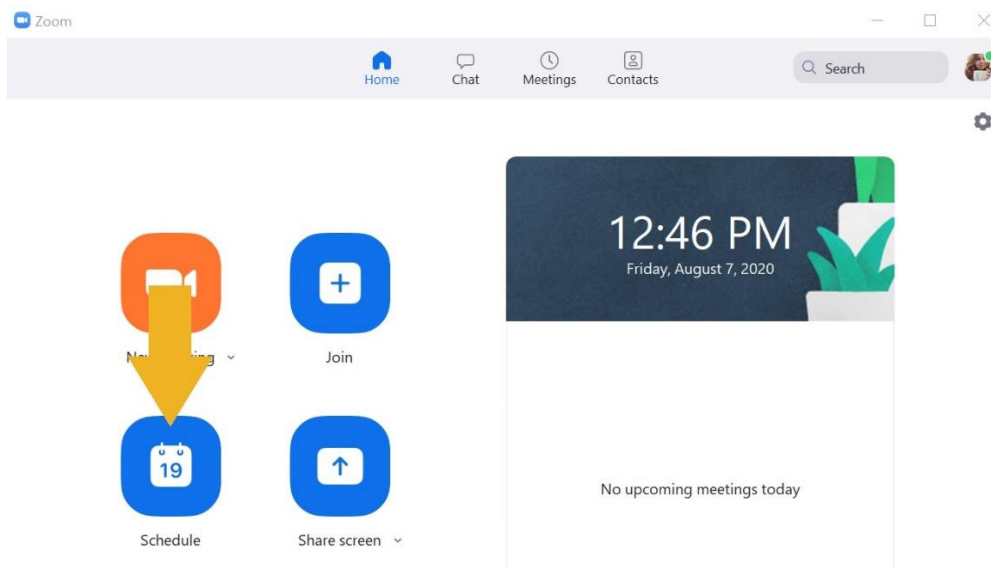 Zoom
Home Chat Meetings Contacts Search
12:46 PM
Friday, August 7, 2020
Join
19
Schedule Share screen
No upcoming meetings today